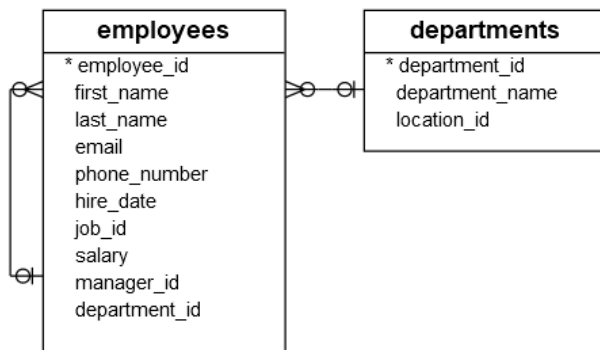 employees
* employee_id
first_name
last_name
email
phone_number
hire_date
job_id
salary
manager_id
department_id
departments
* department_id
department_name
location_id